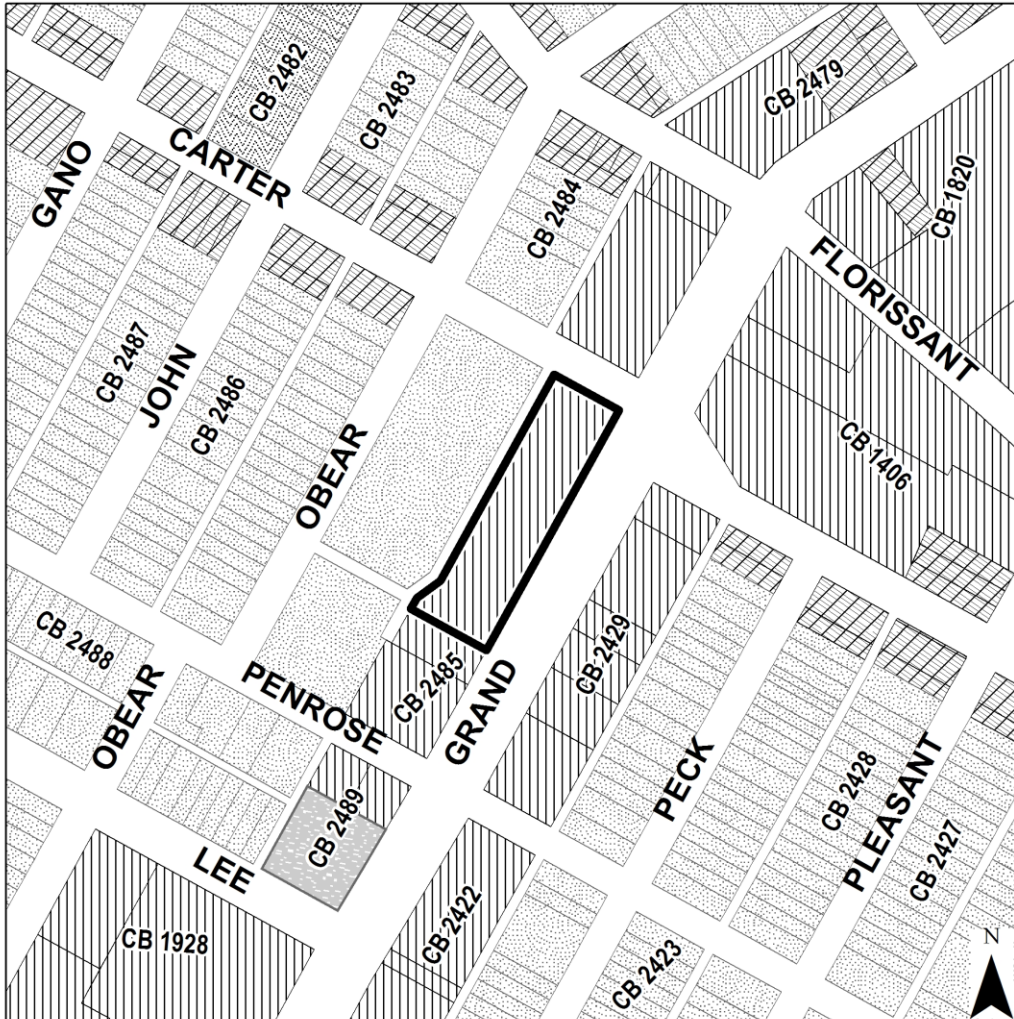 CB 2482
CB 2483
CB 2479
CARTER
GANO
CB 2484
CB 1820
FLORISSANT
CB 2487
JOHN
CB 2486
OBEAR
CB 1406
CB 2488
PENROSE
CB 2485
CB 2429
OBEAR
GRAND
PECK
CB 2428
PLEASANT
CB 2489
CB 2427
LEE
CB 2422
CB 1928
CB 2423
N